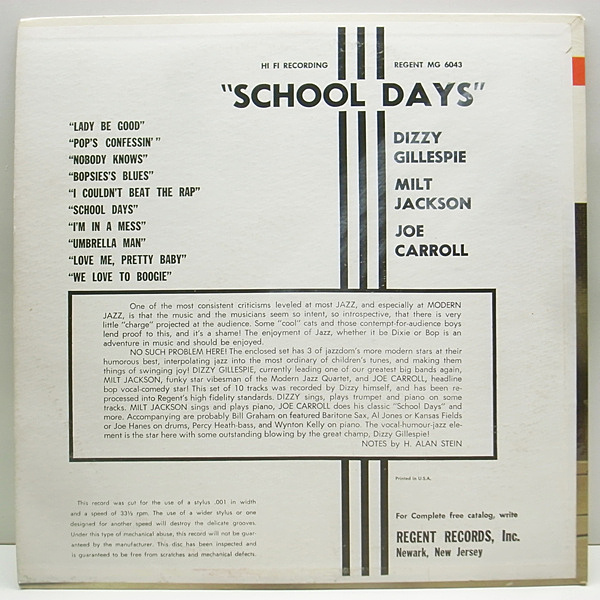 HI FI RECORDING REGENT MG 6043
"SCHOOL DAYS"
"LADY BE GOOD"
"POP'S CONFESSIN'"
"NOBODY KNOWS"
"BOPSIES'S BLUES"
"I COULDN'T BEAT THE RAP"
"SCHOOL DAYS"
"I'M IN A MESS"
"UMBRELLA MAN"
"LOVE ME, PRETTY BABY"
"WE LOVE TO BOOGIE"
DIZZY
GILLESPIE
MILT
JACKSON
JOE
CARROLL
One of the most consistent criticisms leveled at most JAZZ, and especially at MODERN
JAZZ, is that the music and the musicians seem so intent, so introspective, that there is very
little "charge" projected at the audience. Some "cool" cats and those contempt-for-audience boys
lend proof to this, and it's a shame! The enjoyment of Jazz, whether it be Dixie or Bop is an
adventure in music and should be enjoyed.
NO SUCH PROBLEM HERE! The enclosed set has 3 of jazzdom's more modern stars at their
humorous best, interpolating jazz into the most ordinary of children's tunes, and making them
things of swinging joy! DIZZY GILLESPIE, currently leading one of our greatest big bands again,
MILT JACKSON, funky star vibesman of the Modern Jazz Quartet, and JOE CARROLL, headline
bop vocal-comedy star! This set of 10 tracks was recorded by Dizzy himself, and has been re-
processed into Regent's high fidelity standards. DIZZY sings, plays trumpet and piano on some
tracks. MILT JACKSON sings and plays piano, JOE CARROLL does his classic "School Days" and
more. Accompanying are probably Bill Graham on featured Baritone Sax, Al Jones or Kansas Fields
or Joe Hanes on drums, Percy Heath-bass, and Wynton Kelly on piano. The vocal-humour-jazz ele-
ment is the star here with some outstanding blowing by the great champ, Dizzy Gillespie!
NOTES by H. ALAN STEIN
Printed in U.S.A.
This record was cut for the use of a stylus .001 in width
and a speed of 33⅓ rpm. The use of a wider stylus or one
designed for another speed will destroy the delicate grooves.
Under this type of mechanical abuse, this record will not be guar-
anteed by the manufacturer. This disc has been inspected and
is guaranteed to be free from scratches and mechanical defects.
For Complete free catalog, write
REGENT RECORDS, Inc.
Newark, New Jersey